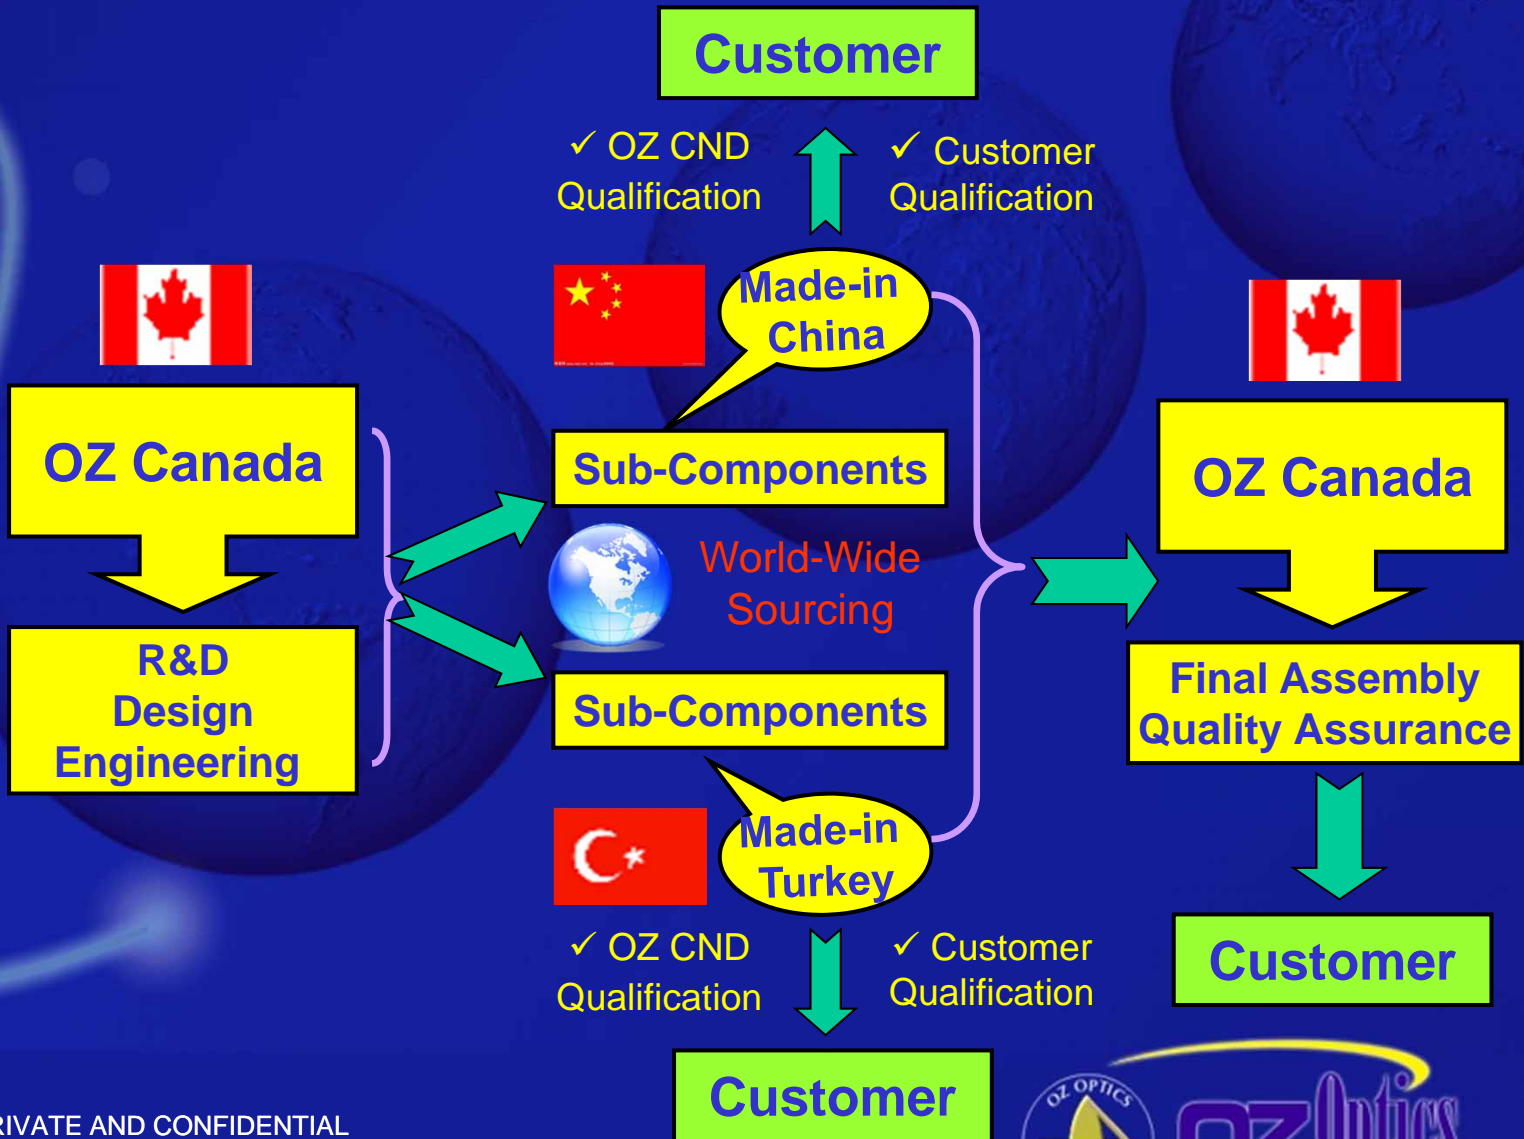 Customer
✓ OZ CND
Qualification
✓ Customer
Qualification
Made-in
China
OZ Canada
Sub-Components
OZ Canada
World-Wide
Sourcing
R&D
Design
Engineering
Sub-Components
Final Assembly
Quality Assurance
Made-in
Turkey
✓ OZ CND
Qualification
✓ Customer
Qualification
Customer
Customer
RIVATE AND CONFIDENTIAL
OZ OPTICS
OZ Optics